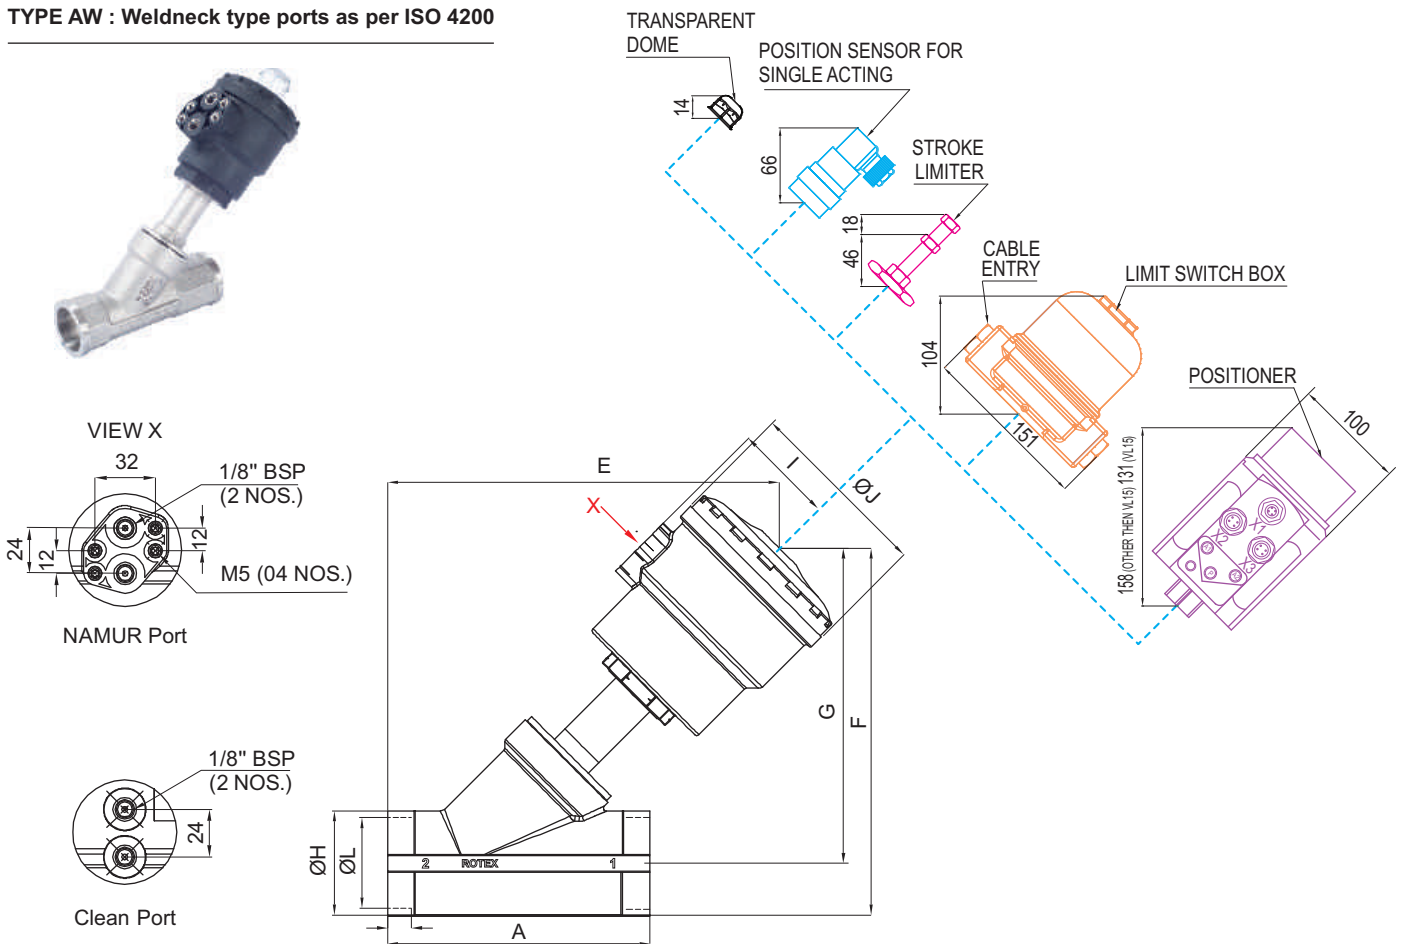 TYPE AW : Weldneck type ports as per ISO 4200
TRANSPARENT
DOME
14
POSITION SENSOR FOR
SINGLE ACTING
66
STROKE
LIMITER
18
46
CABLE
ENTRY
LIMIT SWITCH BOX
104
151
POSITIONER
100
158 (OTHER THEN VL15) 131 (VL15)
X1
X2
X3
VIEW X
32
1/8" BSP
(2 NOS.)
24
12
12
M5 (04 NOS.)
NAMUR Port
1/8" BSP
(2 NOS.)
24
Clean Port
E
I
ØJ
X
G
F
ØH
ØL
2
ROTEX
1
A